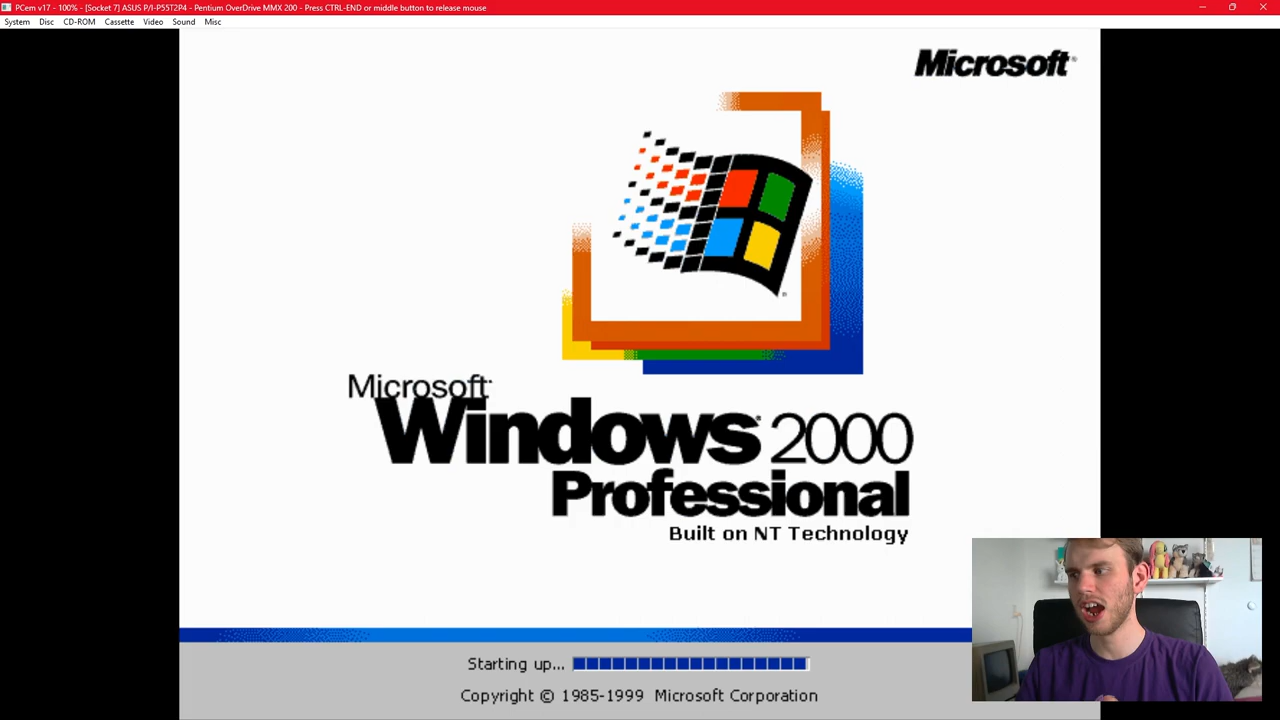 PCem v17 - 100% - [Socket 7] ASUS P/I-P55T2P4 - Pentium OverDrive MMX 200 - Press CTRL-END or middle button to release mouse
System Disc CD-ROM Cassette Video Sound Misc
Microsoft®
Microsoft®
Windows® 2000
Professional
Built on NT Technology
Starting up...
Copyright © 1985-1999 Microsoft Corporation